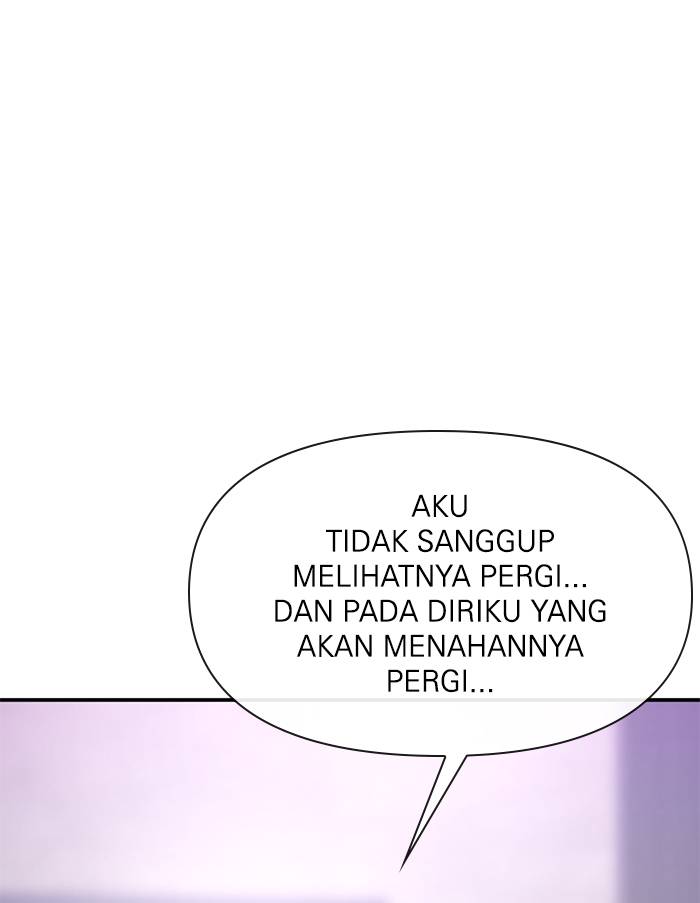 AKU
TIDAK SANGGUP
MELIHATNYA PERGI...
DAN PADA DIRIKU YANG
AKAN MENAHANNYA
PERGI...